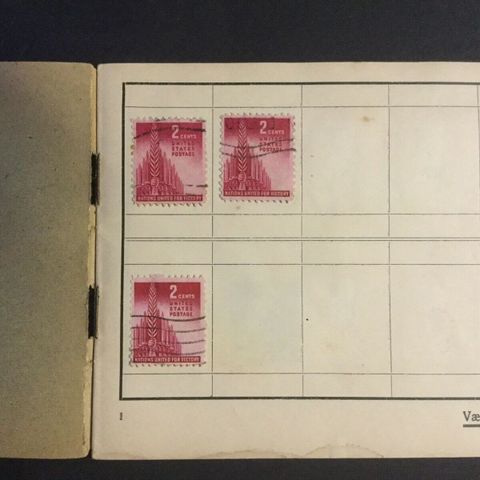 2 CENTS
UNITED
STATES
POSTAGE
NATIONS UNITED FOR VICTORY
2 CENTS
UNITED
STATES
POSTAGE
NATIONS UNITED FOR VICTORY
2 CENTS
UNITED
STATES
POSTAGE
NATIONS UNITED FOR VICTORY
1